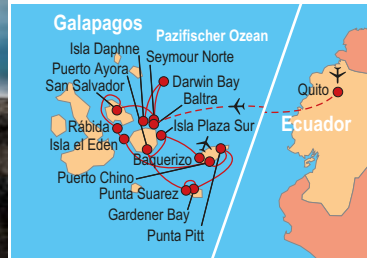 Galapagos
Pazifischer Ozean
Isla Daphne
Seymour Norte
Puerto Ayora
San Salvador
Darwin Bay
Baltra
Quito
Rábida
Isla Plaza Sur
Ecuador
Isla el Edén
Baquerizo
Puerto Chino
Punta Suarez
Gardener Bay
Punta Pitt